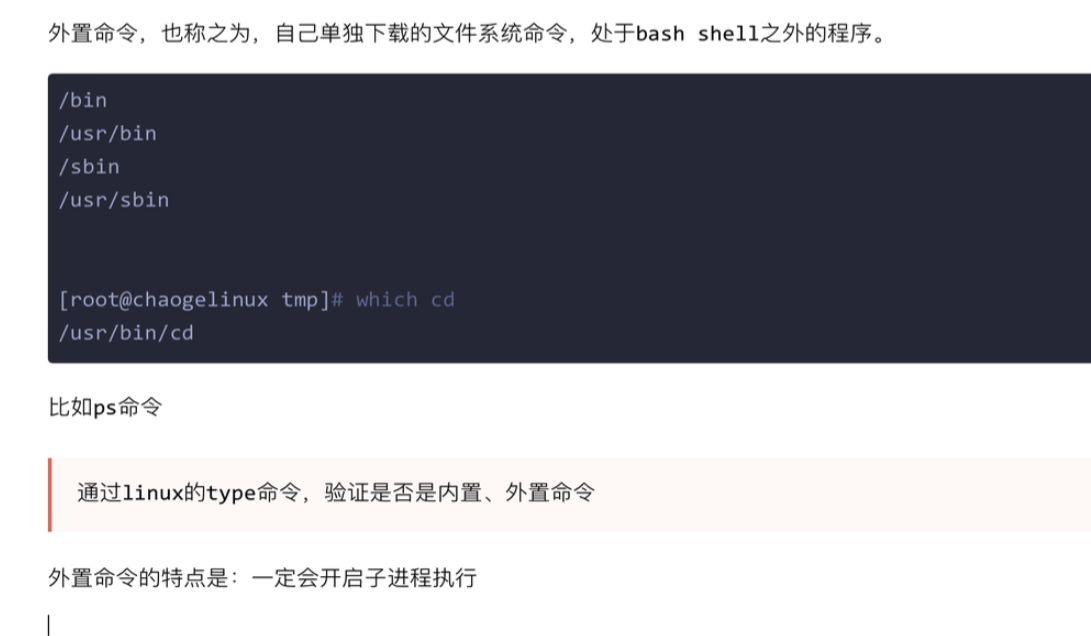 外置命令，也称之为，自己单独下载的文件系统命令，处于bash shell之外的程序。
/bin
/usr/bin
/sbin
/usr/sbin
[root@chaogelinux tmp]# which cd
/usr/bin/cd
比如ps命令
通过linux的type命令，验证是否是内置、外置命令
外置命令的特点是：一定会开启子进程执行